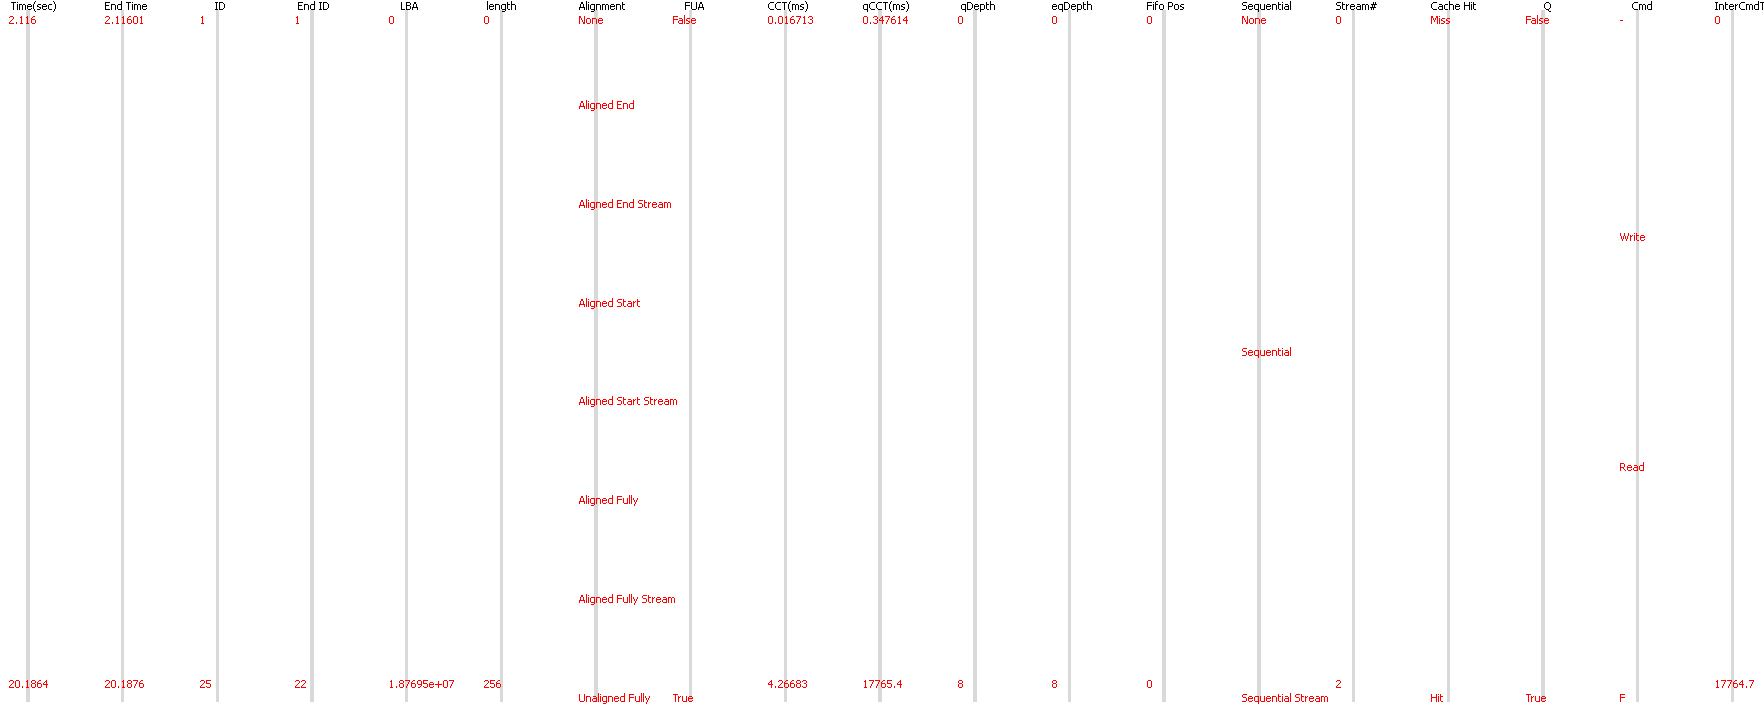 Time(sec) End Time ID End ID LBA length Alignment FUA CCT(ms) qCCT(ms) qDepth eqDepth Fifo Pos Sequential Stream# Cache Hit Q Cmd InterCmdT
2.116 2.11601 1 1 0 0 None False 0.016713 0.347614 0 0 0 None 0 Miss False - 0
Aligned End
Aligned End Stream
Write
Aligned Start
Sequential
Aligned Start Stream
Read
Aligned Fully
Aligned Fully Stream
20.1864 20.1876 25 22 1.87695e+07 256 4.26683 17765.4 8 8 0 2 17764.7
Unaligned Fully True Sequential Stream Hit True F